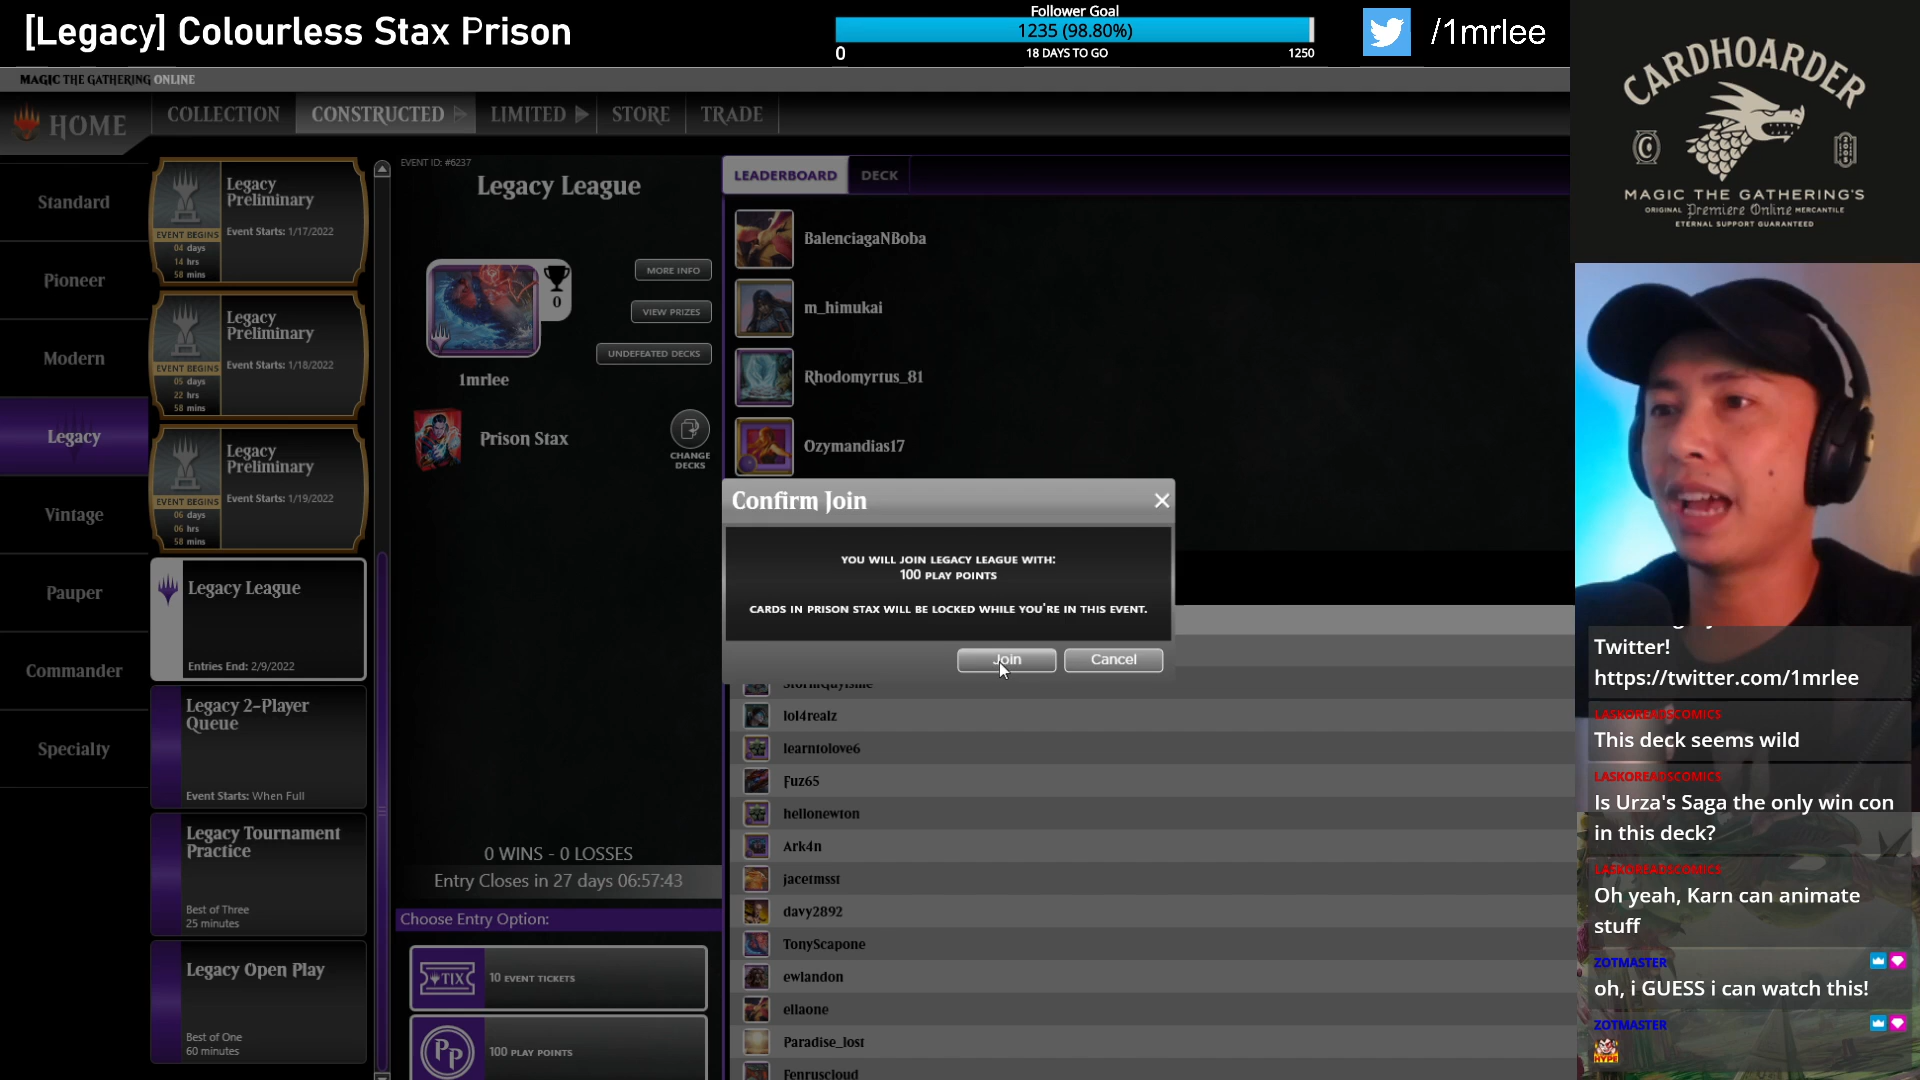 [Legacy] Colourless Stax Prison
Follower Goal
1235 (98.80%)
0
18 DAYS TO GO
1250
/1mrlee
MAGIC THE GATHERING ONLINE
HOME
COLLECTION
CONSTRUCTED
LIMITED
STORE
TRADE
Standard
Pioneer
Modern
Legacy
Vintage
Pauper
Commander
Specialty
Legacy
Preliminary
Event Starts: 1/17/2022
EVENT BEGINS
04 days
14 hrs
58 mins
Legacy
Preliminary
Event Starts: 1/18/2022
EVENT BEGINS
05 days
22 hrs
58 mins
Legacy
Preliminary
Event Starts: 1/19/2022
EVENT BEGINS
06 days
06 hrs
58 mins
Legacy League
Entries End: 2/9/2022
Legacy 2-Player
Queue
Event Starts: When Full
Legacy Tournament
Practice
Best of Three
25 minutes
Legacy Open Play
Best of One
60 minutes
EVENT ID: #6237
Legacy League
0
MORE INFO
VIEW PRIZES
UNDEFEATED DECKS
1mrlee
Prison Stax
CHANGE
DECKS
0 WINS - 0 LOSSES
Entry Closes in 27 days 06:57:43
Choose Entry Option:
TIX
10 EVENT TICKETS
PP
100 PLAY POINTS
LEADERBOARD
DECK
BalenciagaNBoba
m_himukai
Rhodomyrtus_81
Ozymandias17
Confirm Join
YOU WILL JOIN LEGACY LEAGUE WITH:
100 PLAY POINTS
CARDS IN PRISON STAX WILL BE LOCKED WHILE YOU'RE IN THIS EVENT.
Join
Cancel
lol4realz
learntolove6
Fuz65
hellonewton
Ark4n
jacetmsst
davy2892
TonyScapone
ewlandon
ellaone
Paradise_lost
Fenruscloud
CARDHOARDER
MAGIC THE GATHERING'S
ORIGINAL Premiere Online MERCANTILE
ETERNAL SUPPORT GUARANTEED
Twitter!
https://twitter.com/1mrlee
LASKOREADSCOMICS
This deck seems wild
LASKOREADSCOMICS
Is Urza's Saga the only win con
in this deck?
LASKOREADSCOMICS
Oh yeah, Karn can animate
stuff
ZOTMASTER
oh, i GUESS i can watch this!
ZOTMASTER
HYPE